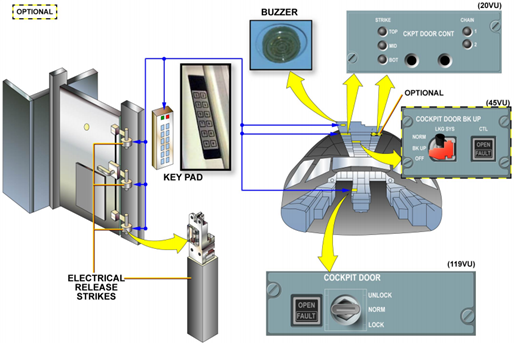 OPTIONAL
BUZZER
(20VU)
STRIKE
CHAIN
TOP
MID
BOT
CKPT DOOR CONT
1
2
OPTIONAL
(45VU)
COCKPIT DOOR BK UP
LKG SYS
CTL
NORM
BK UP
OFF
OPEN
FAULT
KEY PAD
ELECTRICAL
RELEASE
STRIKES
(119VU)
COCKPIT DOOR
OPEN
FAULT
UNLOCK
NORM
LOCK